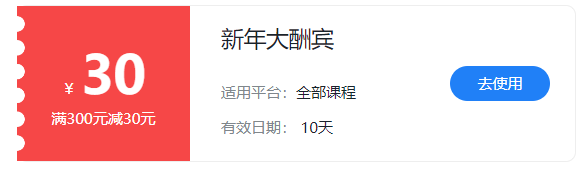 ¥ 30
满300元减30元
新年大酬宾
适用平台：全部课程
有效日期： 10天
去使用